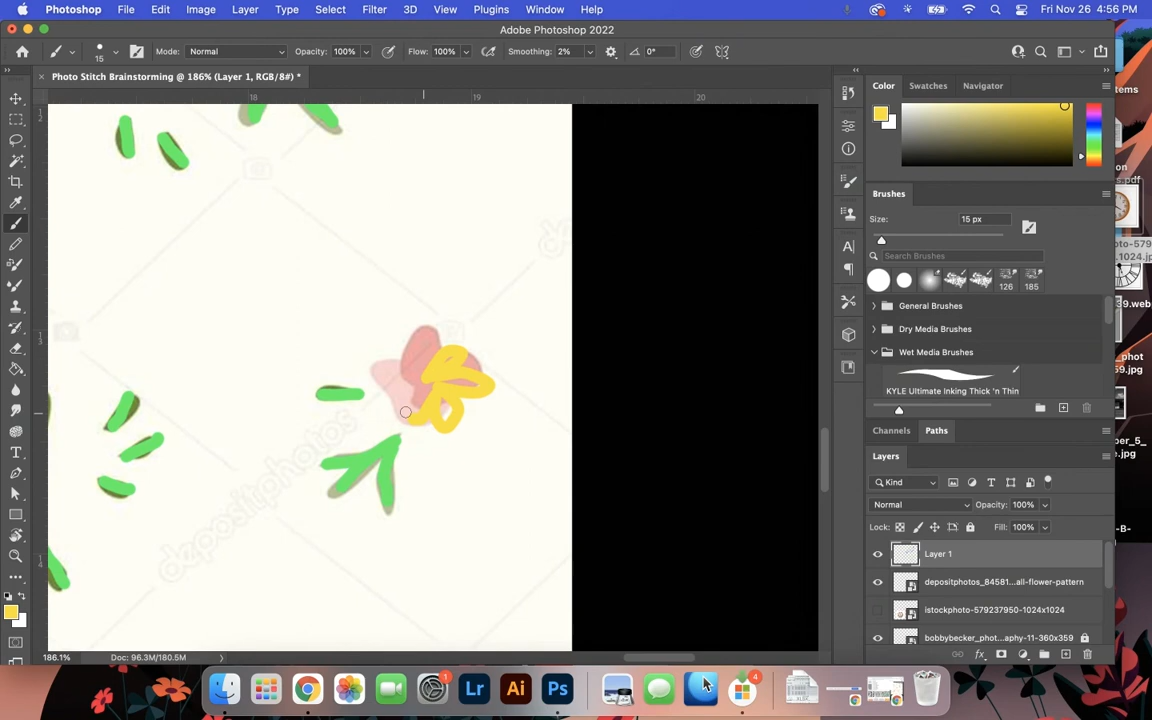 Photoshop File Edit Image Layer Type Select Filter 3D View Plugins Window Help Fri Nov 26 4:56 PM
Adobe Photoshop 2022
15 Mode: Normal Opacity: 100% Flow: 100% Smoothing: 2% 0°
Photo Stitch Brainstorming @ 186% (Layer 1, RGB/8#) *
18 19 20
Color Swatches Navigator
Brushes
Size: 15 px
Search Brushes
126 185
General Brushes
Dry Media Brushes
Wet Media Brushes
KYLE Ultimate Inking Thick 'n Thin
Channels Paths
Layers
Kind
Normal Opacity: 100%
Lock: Fill: 100%
Layer 1
depositphotos_84581...all-flower-pattern
istockphoto-579237950-1024x1024
bobbybecker_phot...aphy-11-360x359
depositphotos
186.1% Doc: 96.3M/180.5M
1 4
Lr Ai Ps